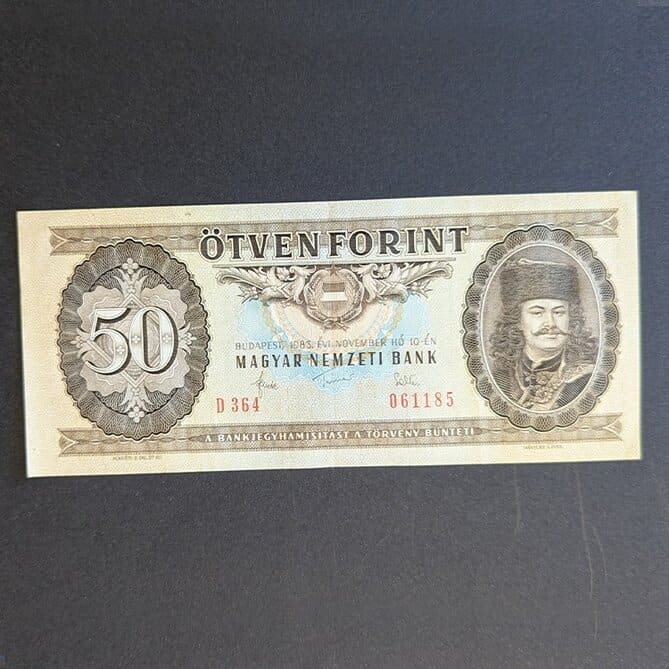 ÖTVEN FORINT
50
BUDAPEST, 1983. ÉVI NOVEMBER HÓ 10-ÉN
MAGYAR NEMZETI BANK
D 364 061185
A BANKJEGYHAMISÍTÁST A TÖRVÉNY BÜNTETI